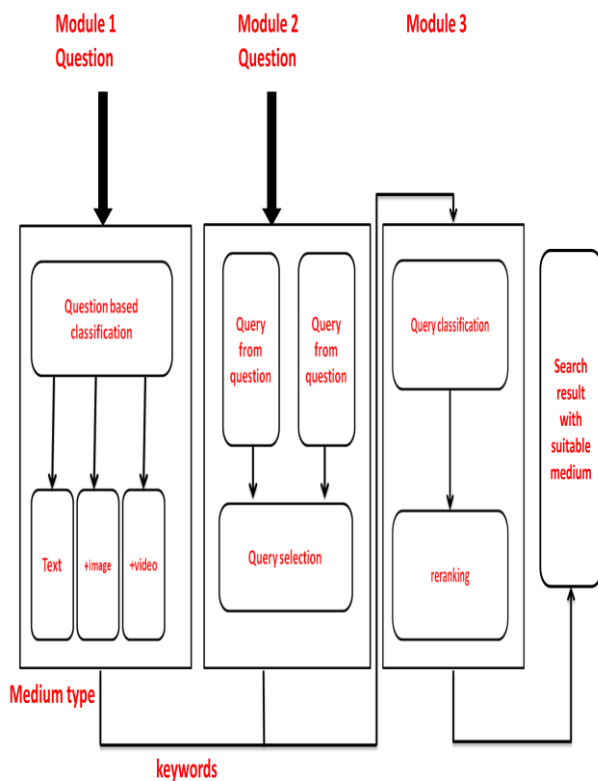 Module 1
Question
Module 2
Question
Module 3
Question based
classification
Text
+image
+video
Medium type
Query
from
question
Query
from
question
Query selection
keywords
Query classification
reranking
Search
result
with
suitable
medium